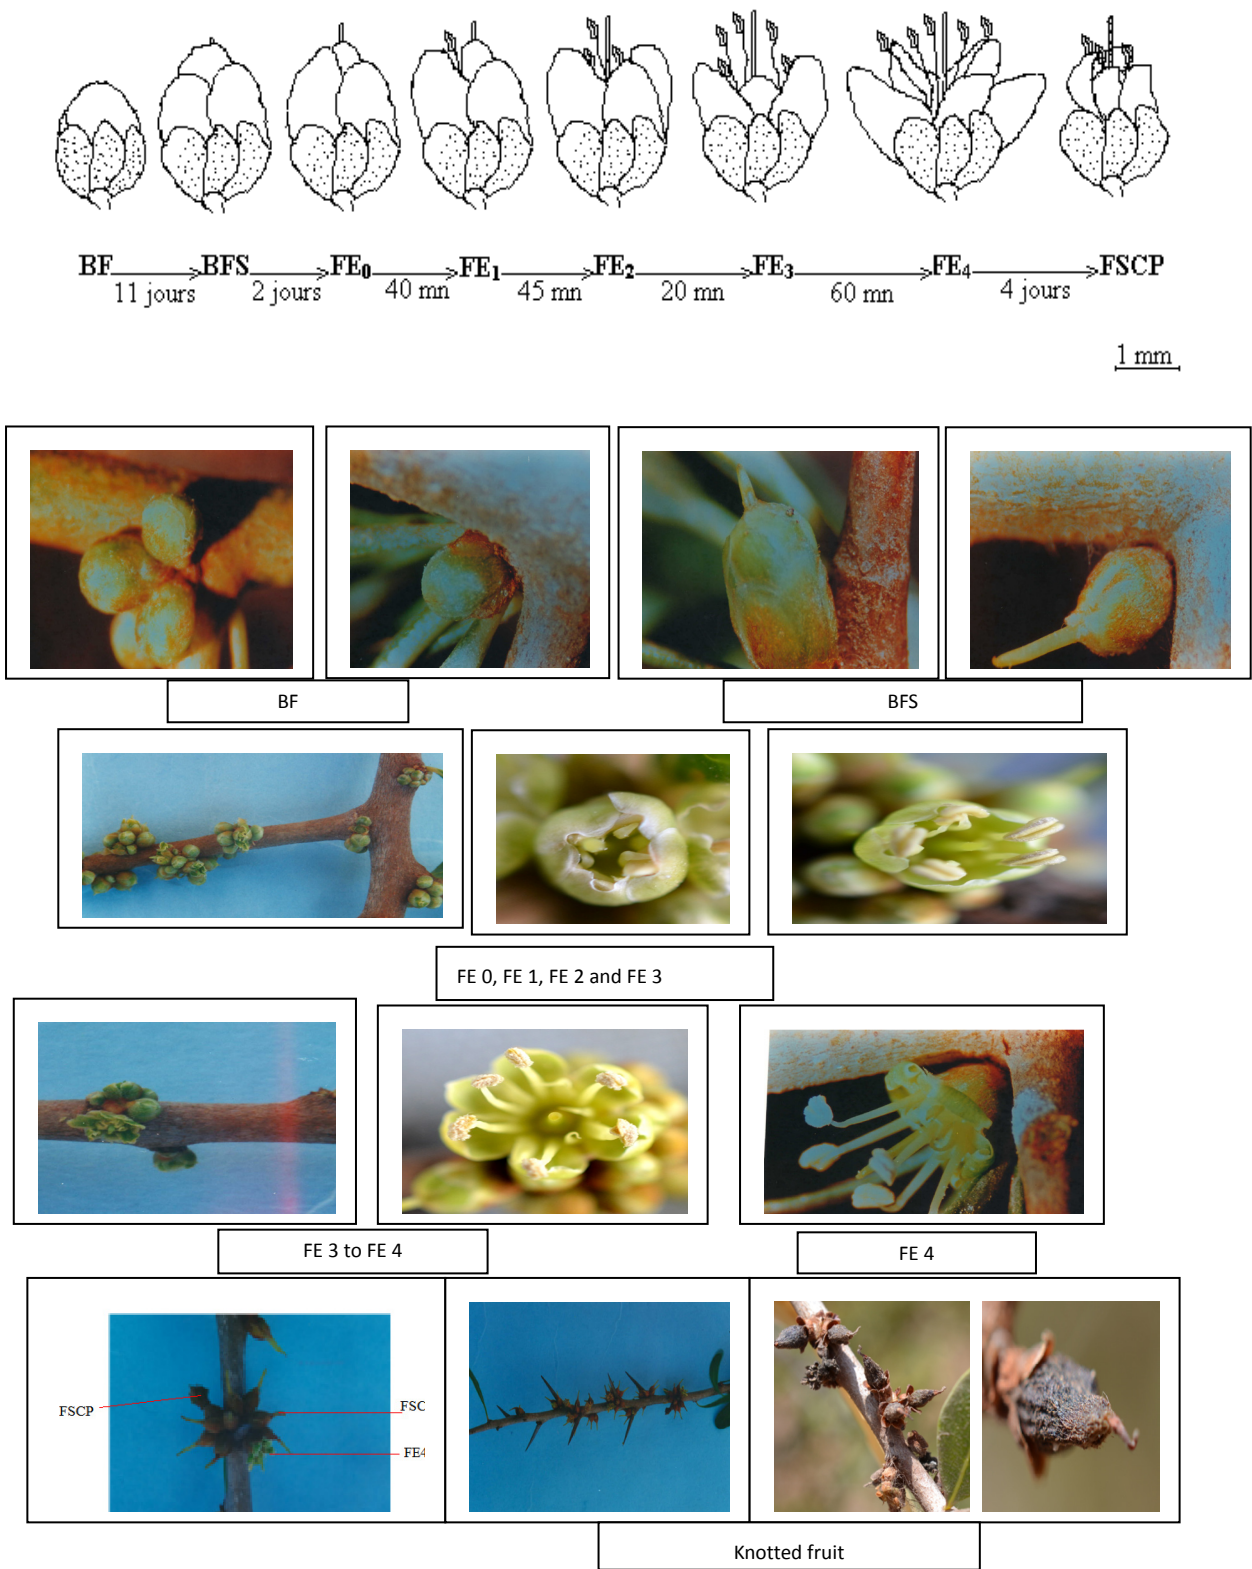 BF BFS FE0 FE1 FE2 FE3 FE4 FSCP
11 jours 2 jours 40 mn 45 mn 20 mn 60 mn 4 jours
1 mm
BF
BFS
FE 0, FE 1, FE 2 and FE 3
FE 3 to FE 4
FE 4
FSCP
FSC
FE4
Knotted fruit